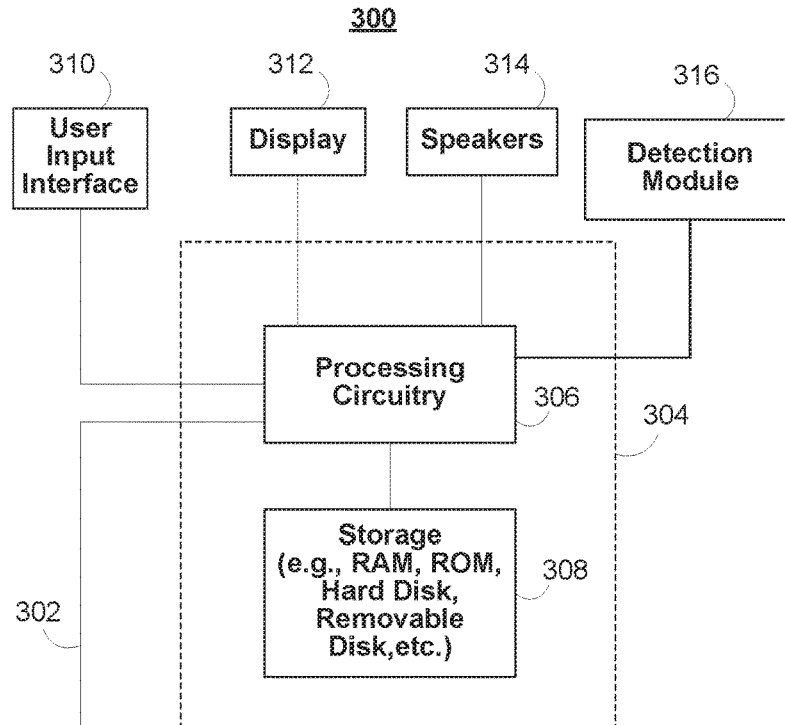 300
310
312
314
316
User
Input
Interface
Display
Speakers
Detection
Module
Processing
Circuitry
306
304
Storage
(e.g., RAM, ROM,
Hard Disk,
Removable
Disk,etc.)
308
302